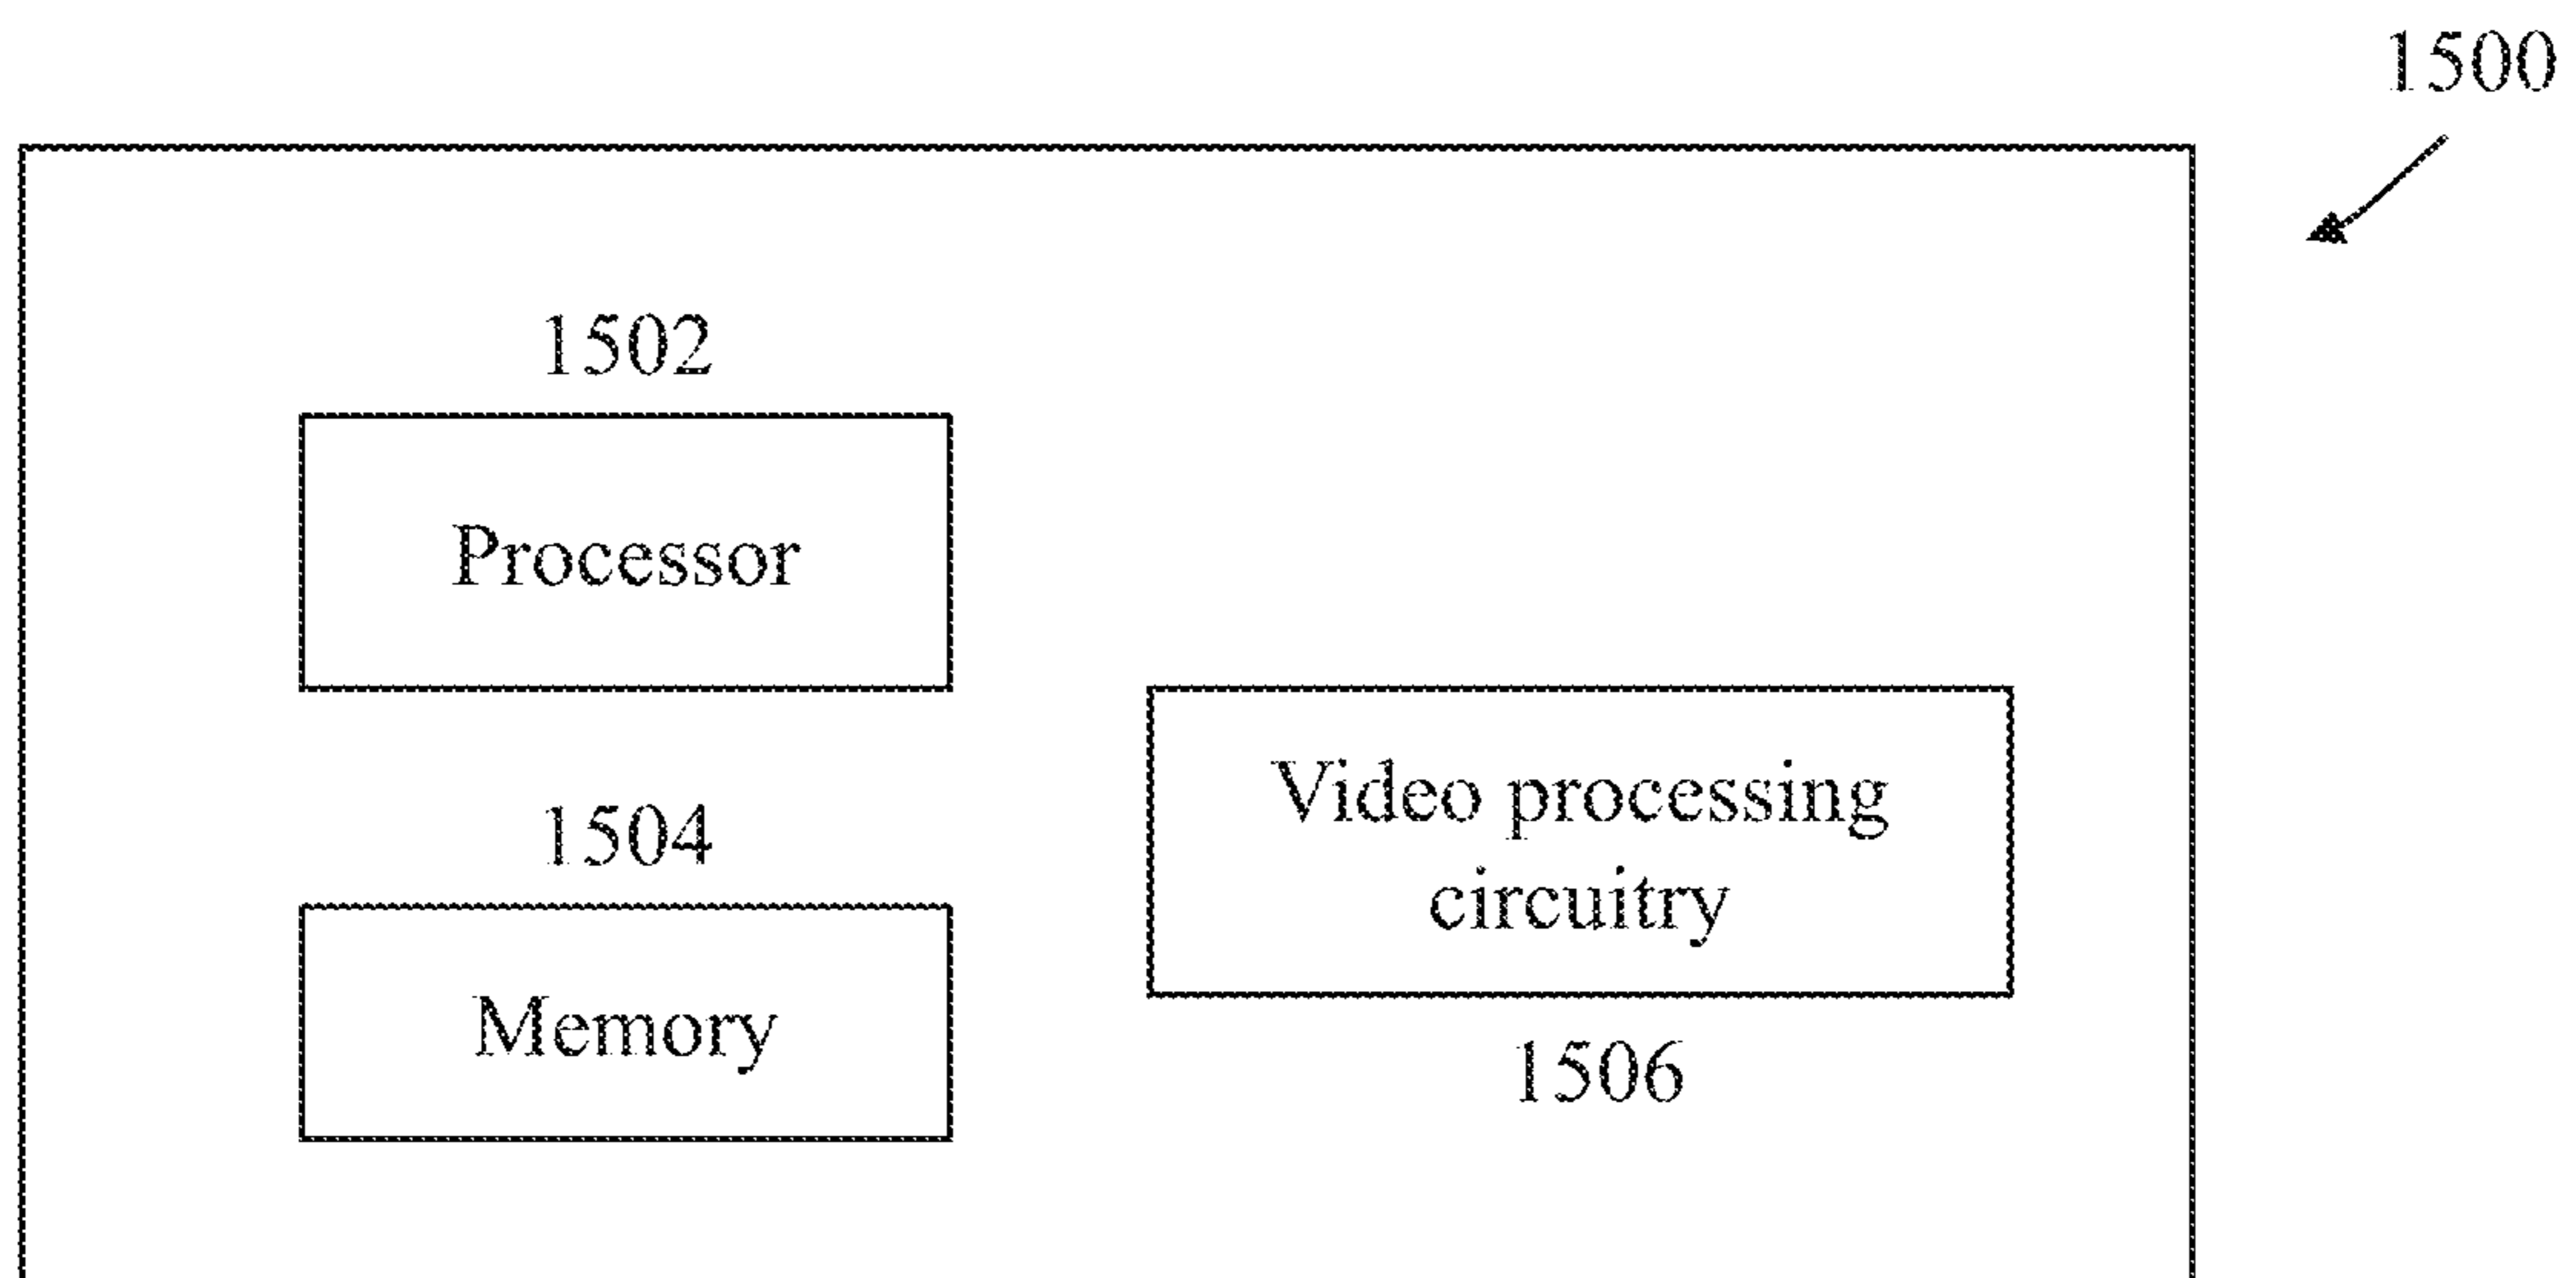 1500
1502
Processor
1504
Memory
Video processing
circuitry
1506